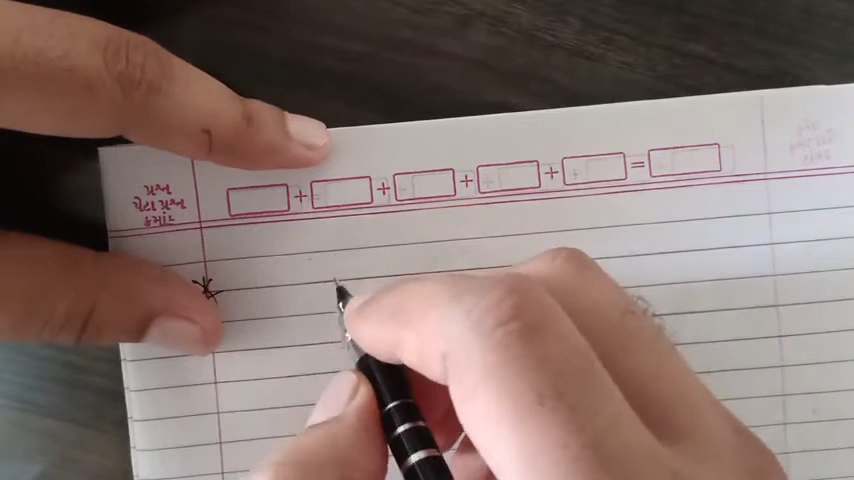 પ્રશ્ન
પેટા પ્રશ્ન
ક્રમાંક
+ + + + =
*